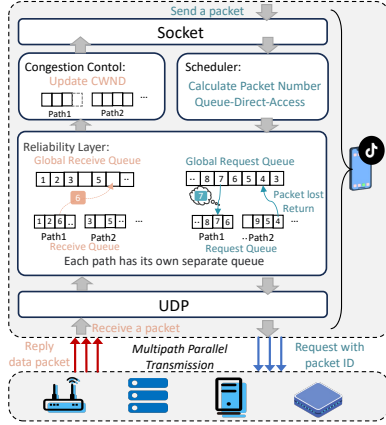 Send a packet
Socket
Congestion Contol:
Update CWND
...
Path1 Path2
Scheduler:
Calculate Packet Number
Queue-Direct-Access
Reliability Layer:
Global Receive Queue
1 2 3 5 ..
6
1 2 6 .. 3 5 .. ...
Path1 Path2
Receive Queue
Global Request Queue
.. 8 7 6 5 4 3
7
Packet lost
Return
.. 8 7 6 9 5 4 ...
Path1 .. Path2
Request Queue
Each path has its own separate queue
UDP
Receive a packet
Reply
data packet
Multipath Parallel
Transmission
Request with
packet ID